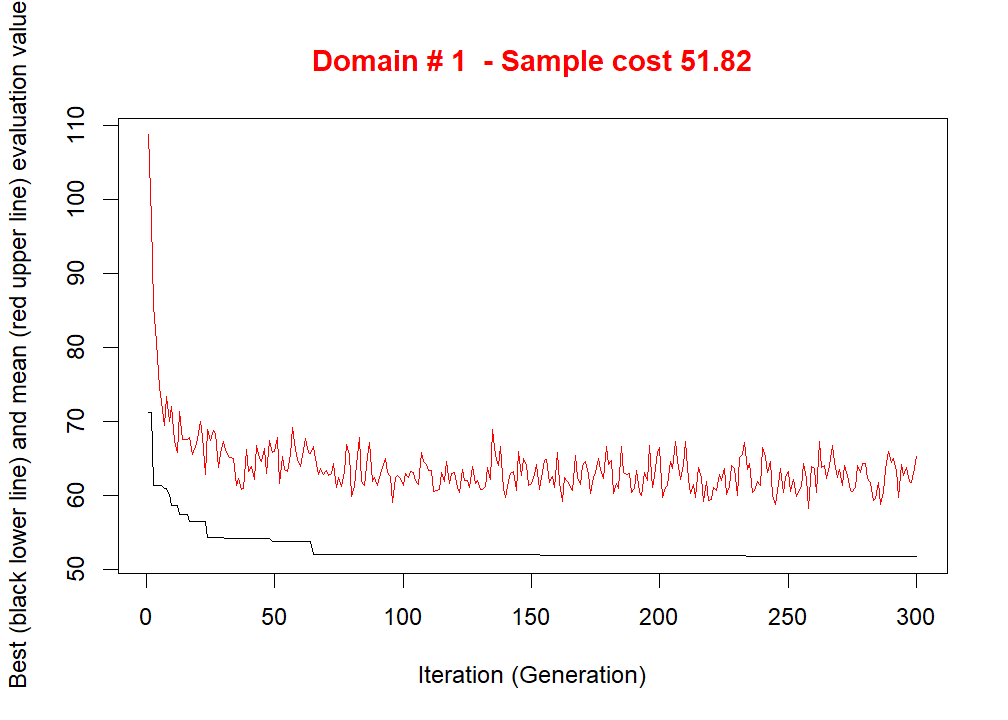 Domain # 1  - Sample cost 51.82
Best (black lower line) and mean (red upper line) evaluation value
110
100
90
80
70
60
50
0 50 100 150 200 250 300
Iteration (Generation)